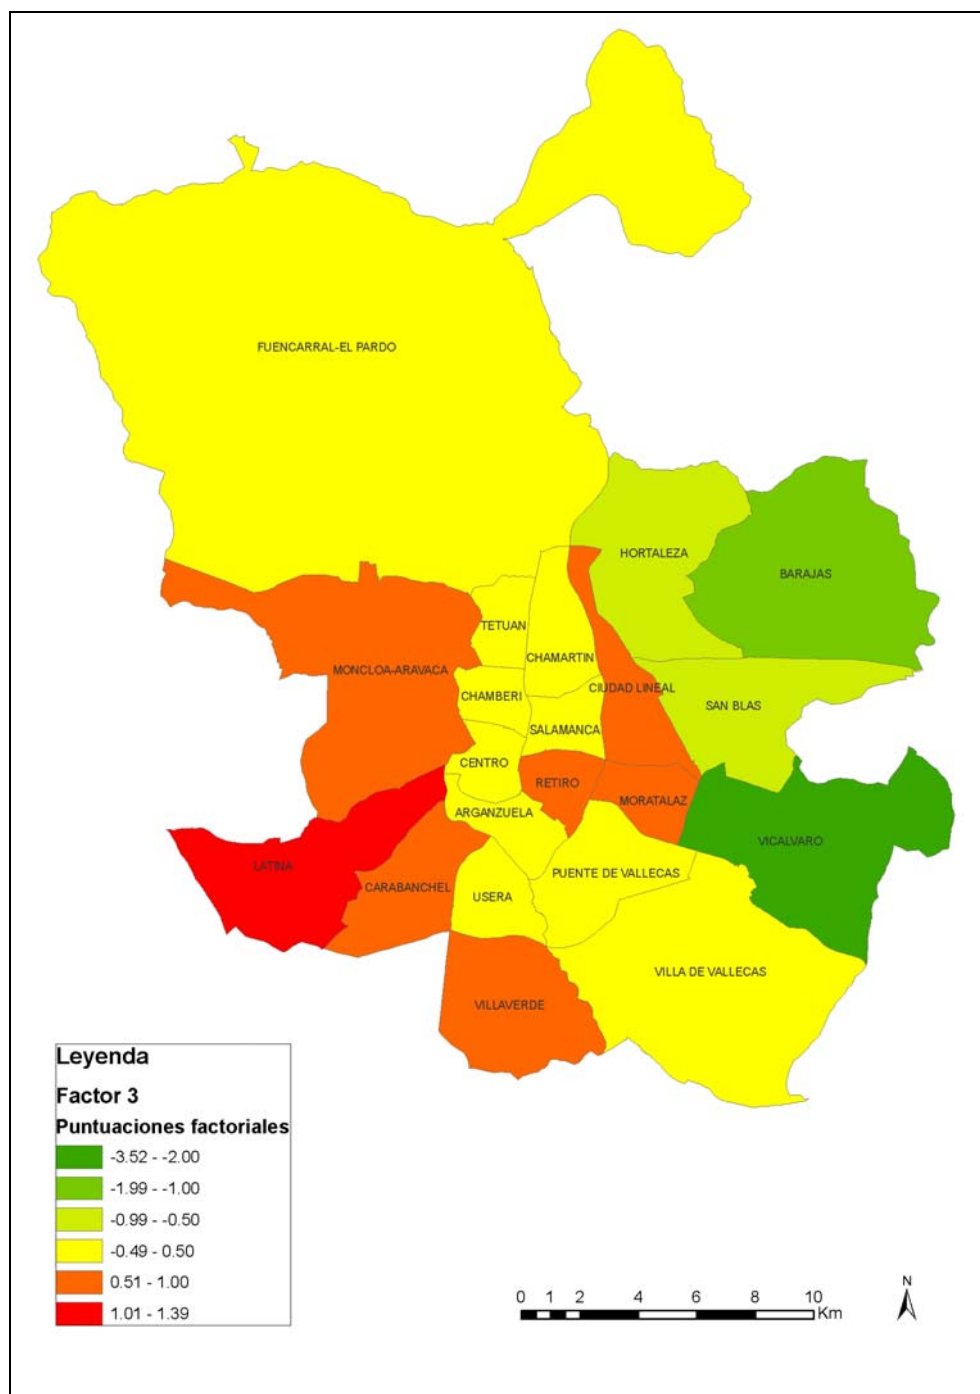 FUENCARRAL-EL PARDO
HORTALEZA
BARAJAS
TETUAN
CHAMARTIN
MONCLOA-ARAVACA
CIUDAD LINEAL
CHAMBERI
SAN BLAS
SALAMANCA
CENTRO
RETIRO
MORATALAZ
ARGANZUELA
VICALVARO
LATINA
PUENTE DE VALLECAS
CARABANCHEL
USERA
VILLA DE VALLECAS
VILLAVERDE
Leyenda
Factor 3
Puntuaciones factoriales
-3.52 - -2.00
-1.99 - -1.00
-0.99 - -0.50
-0.49 - 0.50
0.51 - 1.00
1.01 - 1.39
0 1 2 4 6 8 10
Km
N